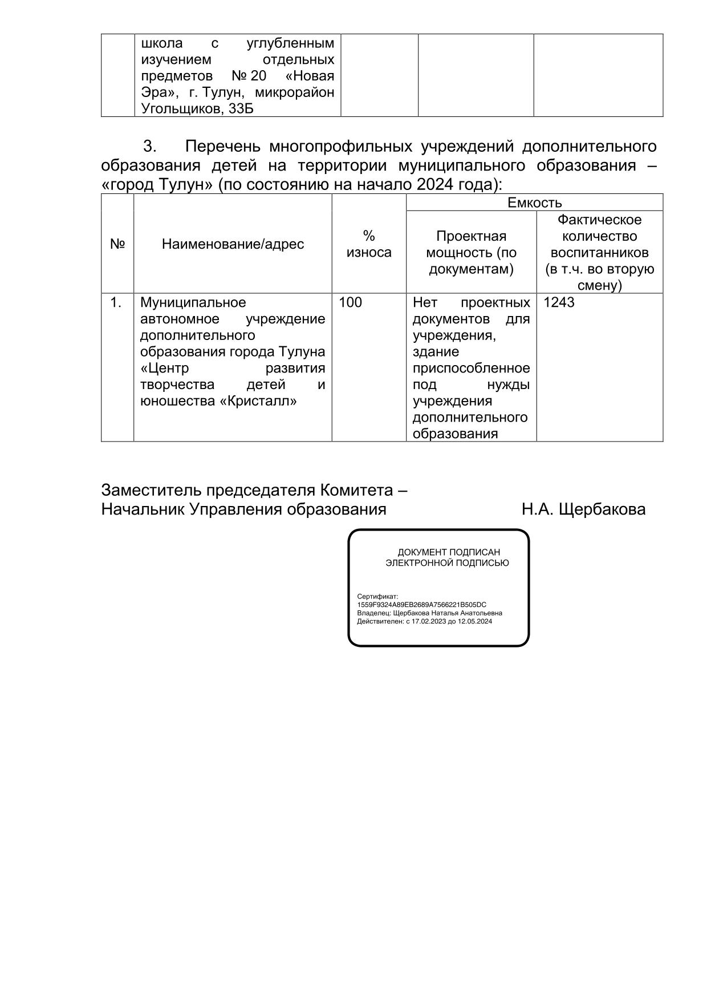 школа с углубленным
изучением отдельных
предметов № 20 «Новая
Эра», г. Тулун, микрорайон
Угольщиков, 33Б
3. Перечень многопрофильных учреждений дополнительного
образования детей на территории муниципального образования –
«город Тулун» (по состоянию на начало 2024 года):
№
Наименование/адрес
%
износа
Емкость
Проектная
мощность (по
документам)
Фактическое
количество
воспитанников
(в т.ч. во вторую
смену)
1.
Муниципальное
автономное учреждение
дополнительного
образования города Тулуна
«Центр развития
творчества детей и
юношества «Кристалл»
100
Нет проектных
документов для
учреждения,
здание
приспособленное
под нужды
учреждения
дополнительного
образования
1243
Заместитель председателя Комитета –
Начальник Управления образования Н.А. Щербакова
ДОКУМЕНТ ПОДПИСАН
ЭЛЕКТРОННОЙ ПОДПИСЬЮ
Сертификат:
1559F9324A89EB2689A7566221B505DC
Владелец: Щербакова Наталья Анатольевна
Действителен: с 17.02.2023 до 12.05.2024